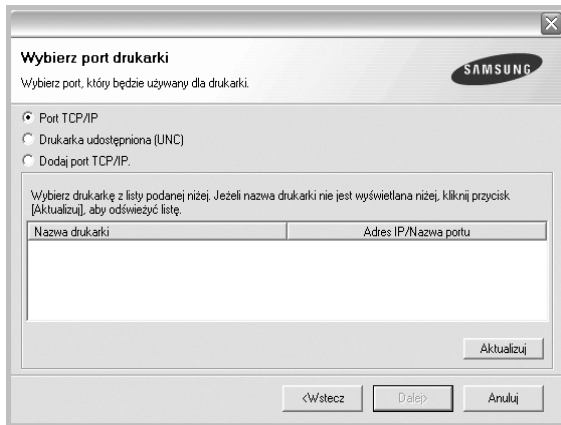 Wybierz port drukarki
Wybierz port, który będzie używany dla drukarki.
SAMSUNG
Port TCP/IP
Drukarka udostępniona (UNC)
Dodaj port TCP/IP.
Wybierz drukarkę z listy podanej niżej. Jeżeli nazwa drukarki nie jest wyświetlana niżej, kliknij przycisk
[Aktualizuj], aby odświeżyć listę.
Nazwa drukarki Adres IP/Nazwa portu
Aktualizuj
<Wstecz Dalej> Anuluj